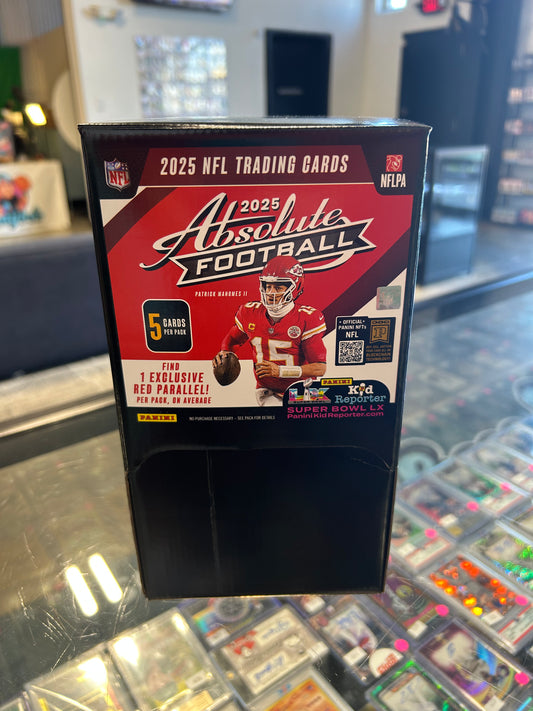 NFL
2025 NFL TRADING CARDS
NFLPA
2025
Absolute
FOOTBALL
PATRICK MAHOMES II
5 CARDS
PER PACK
• OFFICIAL •
PANINI NFTs
NFL
15
FIND
1 EXCLUSIVE
RED PARALLEL!
PER PACK, ON AVERAGE
PANINI
PANINI
LIX
Kid
Reporter
SUPER BOWL LX
PaniniKidReporter.com
NO PURCHASE NECESSARY - SEE PACK FOR DETAILS